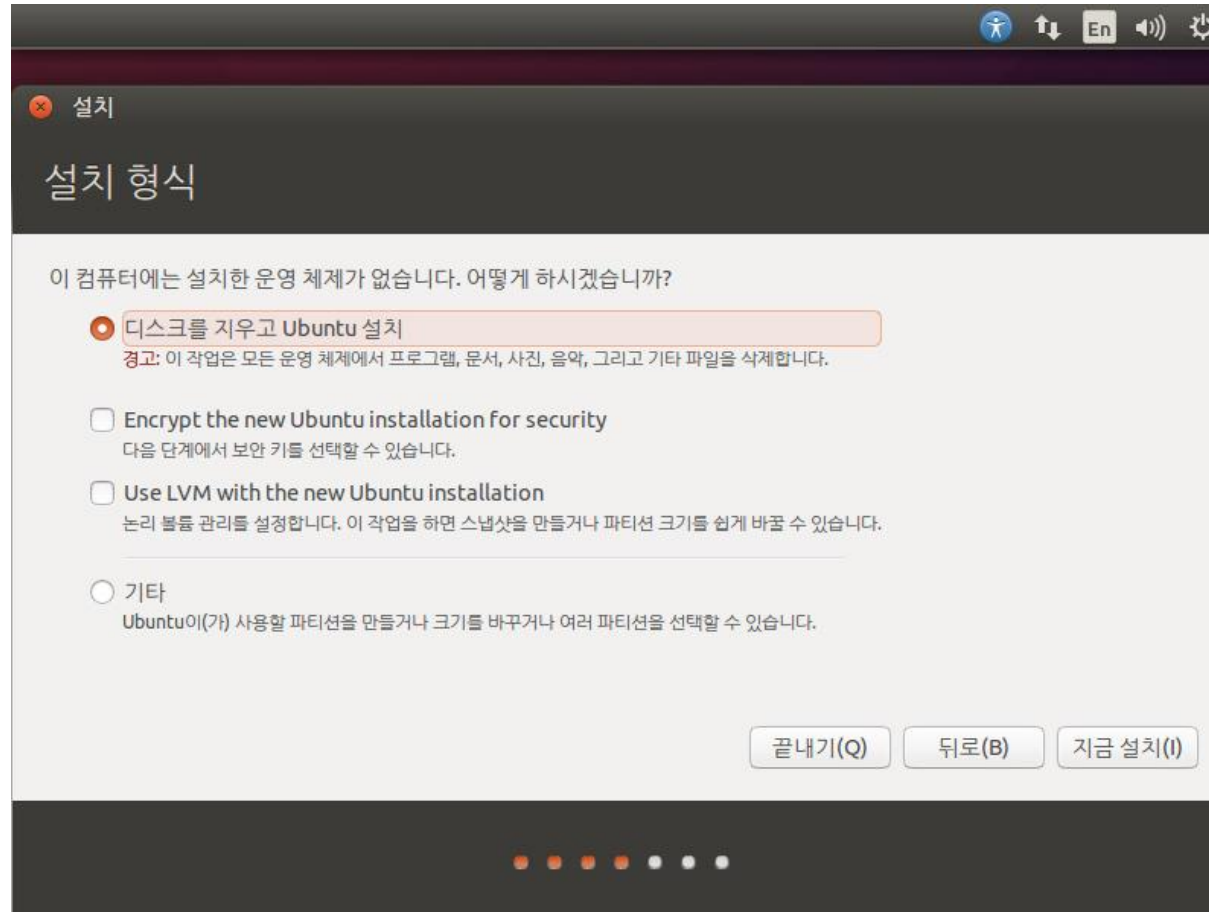 En
설치
설치 형식
이 컴퓨터에는 설치한 운영 체제가 없습니다. 어떻게 하시겠습니까?
디스크를 지우고 Ubuntu 설치
경고: 이 작업은 모든 운영 체제에서 프로그램, 문서, 사진, 음악, 그리고 기타 파일을 삭제합니다.
Encrypt the new Ubuntu installation for security
다음 단계에서 보안 키를 선택할 수 있습니다.
Use LVM with the new Ubuntu installation
논리 볼륨 관리를 설정합니다. 이 작업을 하면 스냅샷을 만들거나 파티션 크기를 쉽게 바꿀 수 있습니다.
기타
Ubuntu이(가) 사용할 파티션을 만들거나 크기를 바꾸거나 여러 파티션을 선택할 수 있습니다.
끝내기(Q) 뒤로(B) 지금 설치(I)